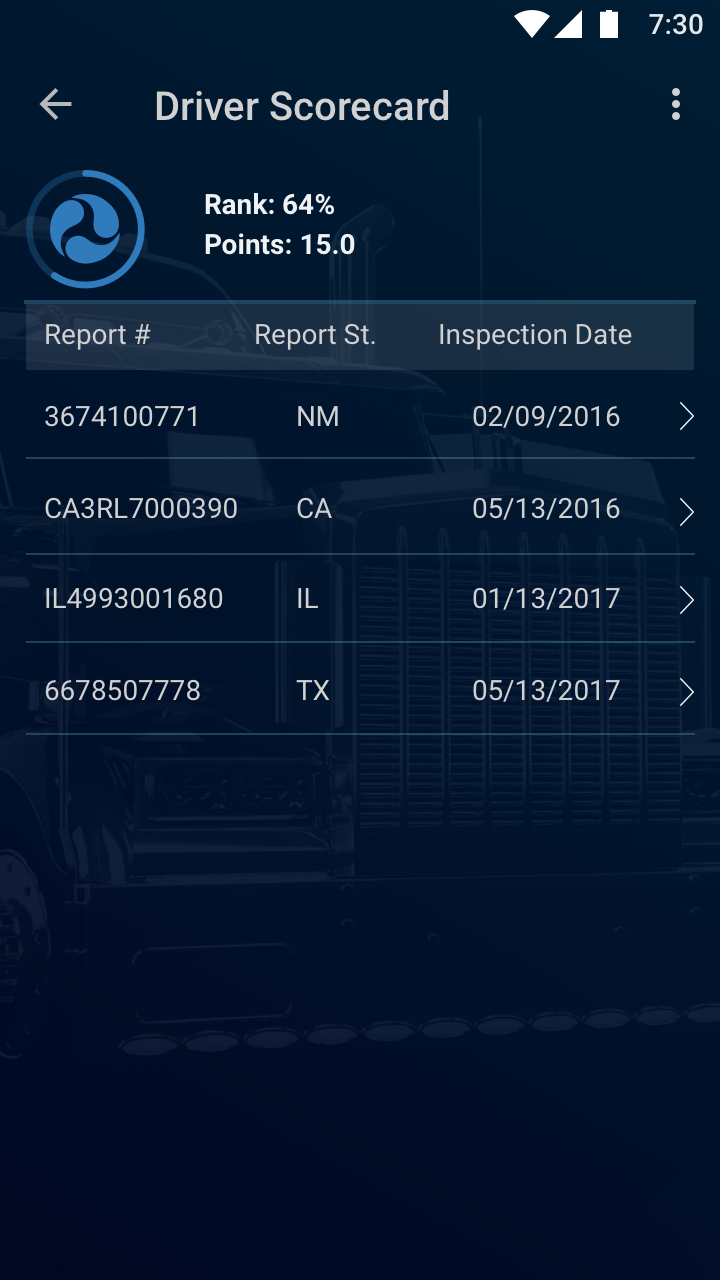 7:30
Driver Scorecard
Rank: 64%
Points: 15.0
Report # Report St. Inspection Date
3674100771 NM 02/09/2016
CA3RL7000390 CA 05/13/2016
IL4993001680 IL 01/13/2017
6678507778 TX 05/13/2017